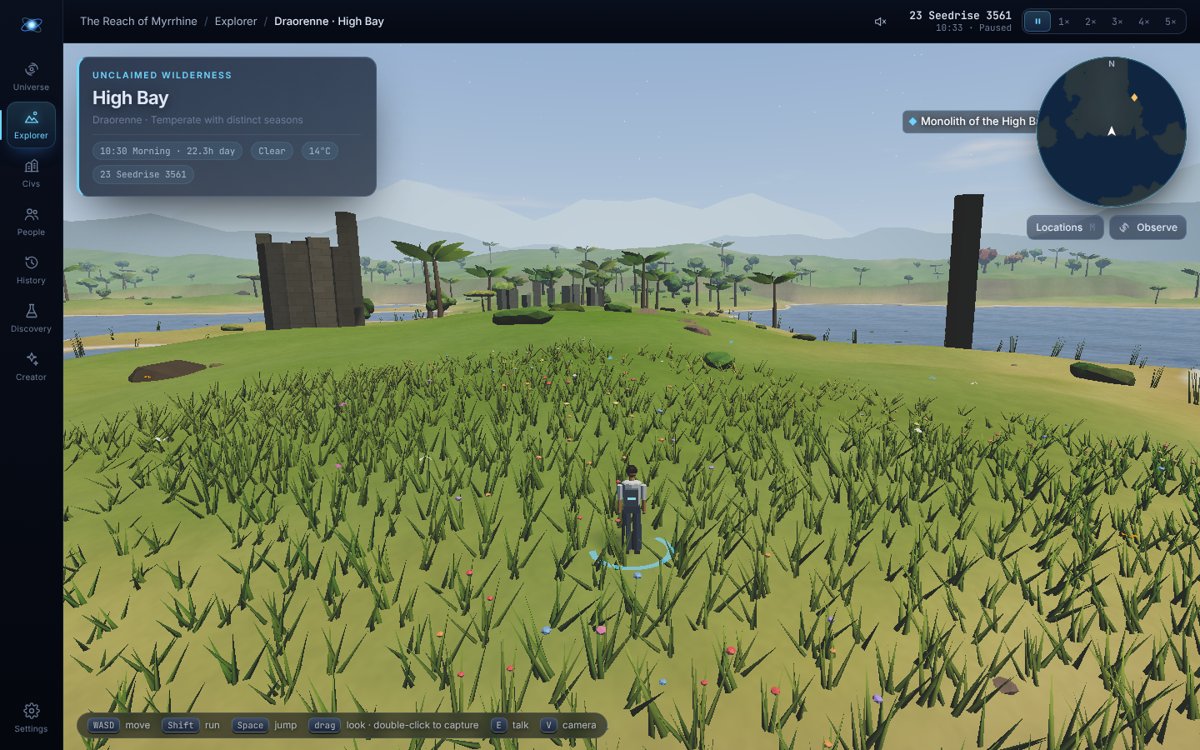 The Reach of Myrrhine / Explorer / Draorenne · High Bay
23 Seedrise 3561
10:33 · Paused
1× 2× 3× 4× 5×
Universe
Explorer
Civs
People
History
Discovery
Creator
Settings
UNCLAIMED WILDERNESS
High Bay
Draorenne · Temperate with distinct seasons
10:30 Morning · 22.3h day Clear 14°C
23 Seedrise 3561
N
Monolith of the High B
Locations M Observe
WASD move Shift run Space jump drag look · double-click to capture E talk V camera